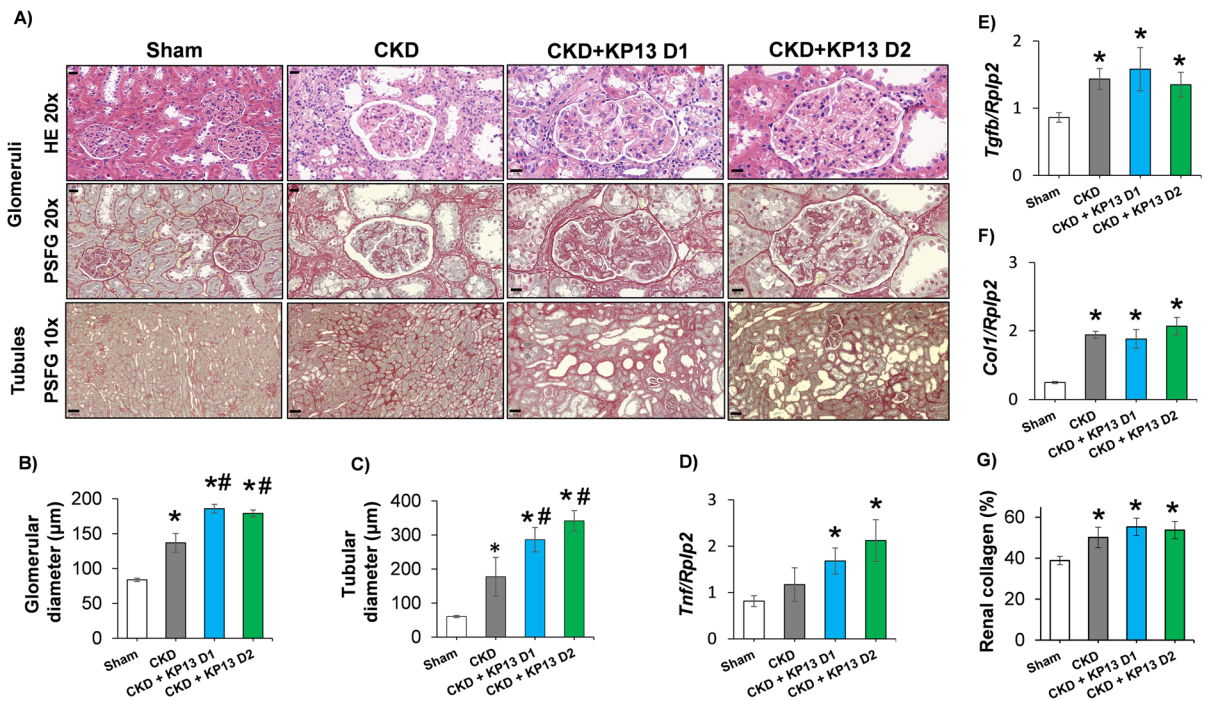 A)
Sham
CKD
CKD+KP13 D1
CKD+KP13 D2
Glomeruli
HE 20x
PSFG 20x
Tubules
PSFG 10x
B)
Glomerular
diameter (µm)
200
150
100
50
0
*
*#
*#
Sham
CKD
CKD + KP13 D1
CKD + KP13 D2
C)
Tubular
diameter (µm)
400
300
200
100
0
*
*#
*#
Sham
CKD
CKD + KP13 D1
CKD + KP13 D2
D)
Tnf/Rplp2
3
2
1
0
*
*
Sham
CKD
CKD + KP13 D1
CKD + KP13 D2
E)
Tgfb/Rplp2
2
1
0
*
*
*
Sham
CKD
CKD + KP13 D1
CKD + KP13 D2
F)
Col1/Rplp2
3
2
0
*
*
*
Sham
CKD
CKD + KP13 D1
CKD + KP13 D2
G)
Renal collagen (%)
60
40
20
0
*
*
*
Sham
CKD
CKD + KP13 D1
CKD + KP13 D2